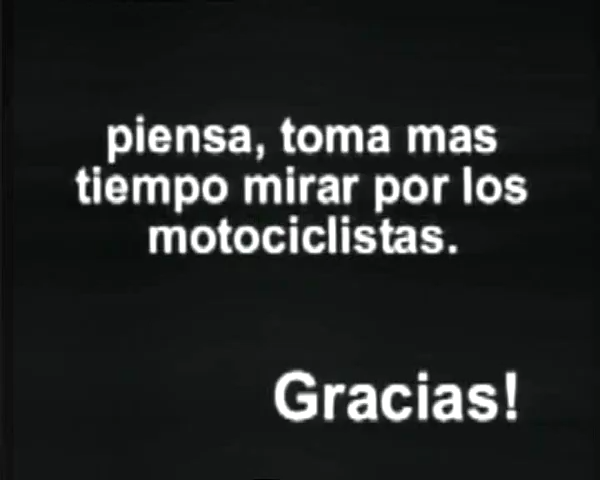 piensa, toma mas
tiempo mirar por los
motociclistas.
Gracias!